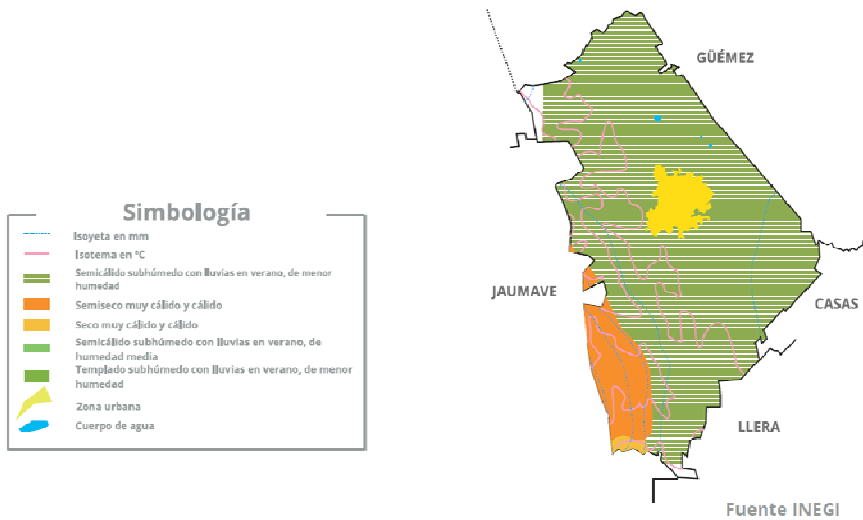 GÜÉMEZ
Simbología
Isoyeta en mm
Isotema en °C
Semicálido subhúmedo con lluvias en verano, de menor
humedad
Semiseco muy cálido y cálido
Seco muy cálido y cálido
Semicálido subhúmedo con lluvias en verano, de
humedad media
Templado subhúmedo con lluvias en verano, de menor
humedad
Zona urbana
Cuerpo de agua
JAUMAVE
CASAS
LLERA
Fuente INEGI